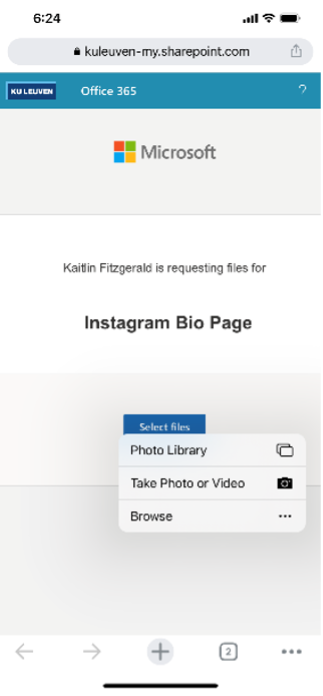 6:24
kuleuven-my.sharepoint.com
KU LEUVEN Office 365 ?
Microsoft
Kaitlin Fitzgerald is requesting files for
Instagram Bio Page
Select files
Photo Library
Take Photo or Video
Browse
2